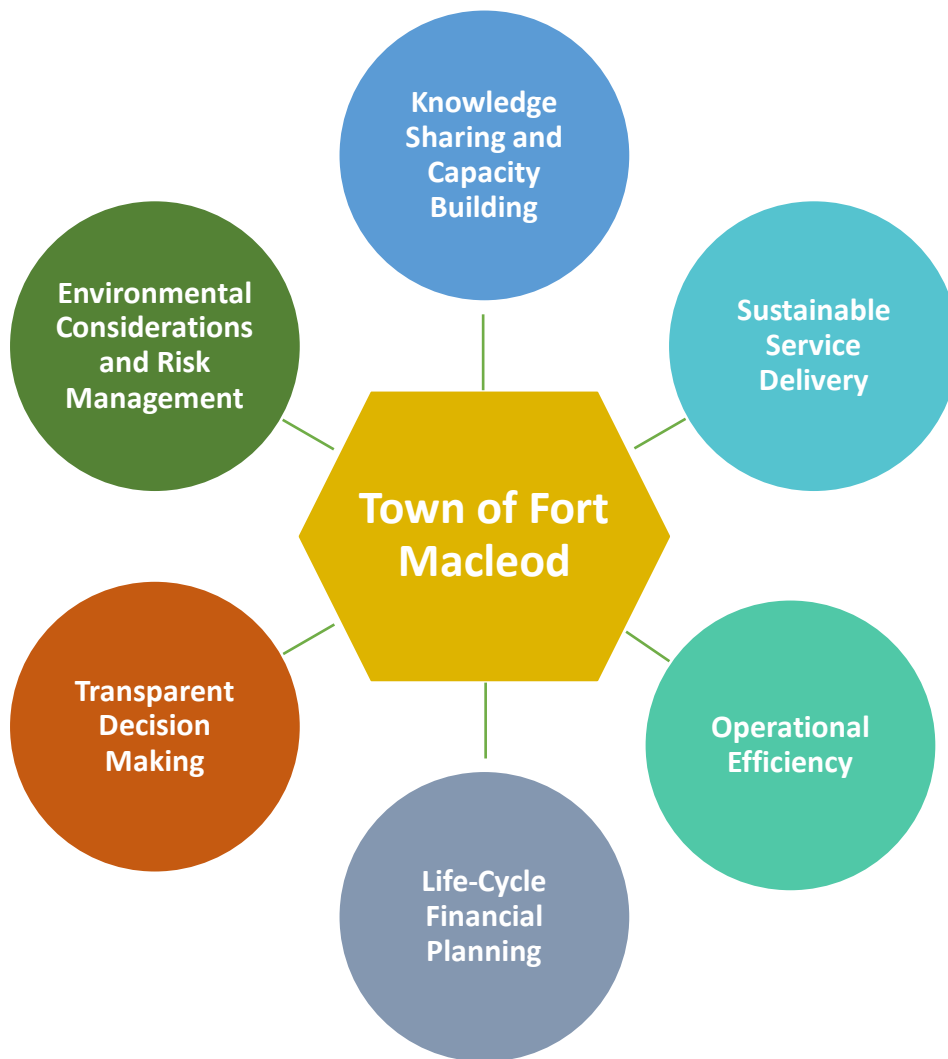 Knowledge
Sharing and
Capacity
Building
Environmental
Considerations
and Risk
Management
Sustainable
Service
Delivery
Town of Fort
Macleod
Transparent
Decision
Making
Operational
Efficiency
Life-Cycle
Financial
Planning